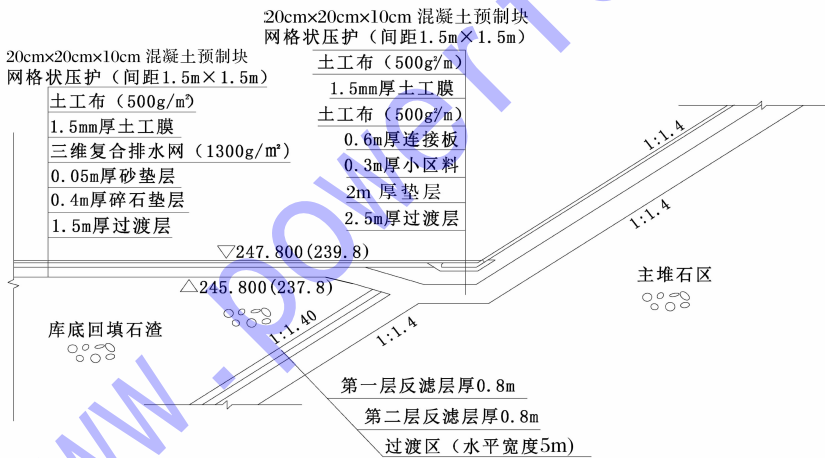 20cm×20cm×10cm 混凝土预制块
网格状压护（间距1.5m×1.5m）
土工布（500g/m²）
1.5mm厚土工膜
三维复合排水网（1300g/m²）
0.05m厚砂垫层
0.4m厚碎石垫层
1.5m厚过渡层
20cm×20cm×10cm 混凝土预制块
网格状压护（间距1.5m×1.5m）
土工布（500g²/m）
1.5mm厚土工膜
土工布（500g²/m）
0.6m厚连接板
0.3m厚小区料
2m 厚垫层
2.5m厚过渡层
1:1.4
1:1.4
▽247.800(239.8)
△245.800(237.8)
主堆石区
库底回填石渣
1:1.40
1:1.4
第一层反滤层厚0.8m
第二层反滤层厚0.8m
过渡区（水平宽度5m)